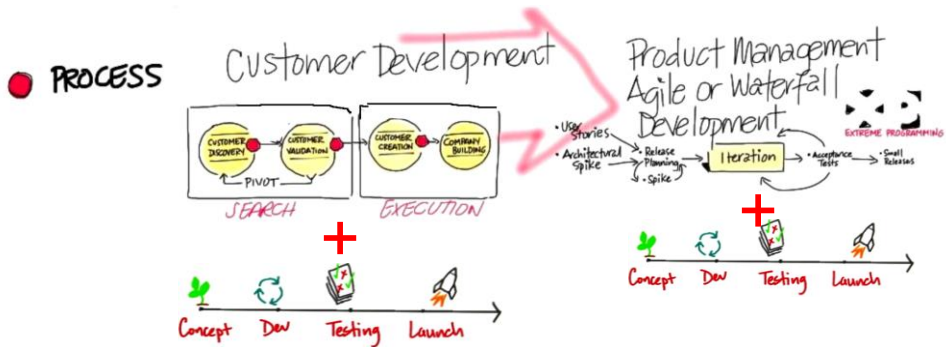 PROCESS
Customer Development
CUSTOMER
DISCOVERY
CUSTOMER
VALIDATION
PIVOT
SEARCH
CUSTOMER
CREATION
COMPANY
BUILDING
EXECUTION
Concept
Dev
Testing
Launch
Product Management
Agile or Waterfall
Development
XP
EXTREME PROGRAMMING
• User
Stories
• Architectural
Spike
• Release
Planning
• Spike
Iteration
• Acceptance
Tests
• Small
Releases
Concept
Dev
Testing
Launch